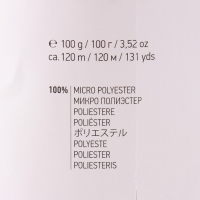 ℮ 100 g / 100 г / 3,52 oz
ca. 120 m / 120 м / 131 yds
100% MICRO POLYESTER
МИКРО ПОЛИЭСТЕР
POLIESTERE
POLIÉSTER
ポリエステル
POLYESTE
POLIESTER
POLIESTERIS